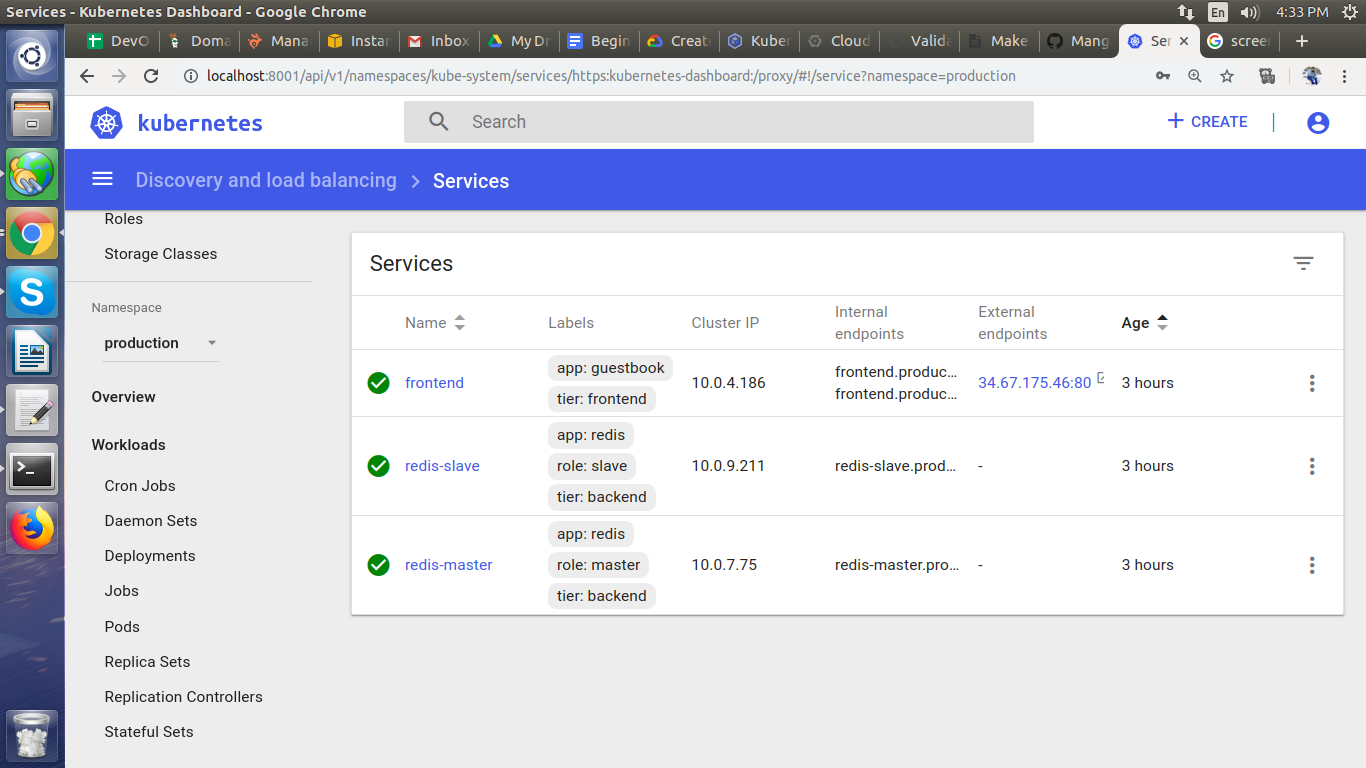 Services - Kubernetes Dashboard - Google Chrome
En
4:33 PM
DevO
Doma
Mana
Instan
Inbox
My Dr
Begin
Create
Kuber
Cloud
Valida
Make
Mang
Ser
screen
localhost:8001/api/v1/namespaces/kube-system/services/https:kubernetes-dashboard:/proxy/#!/service?namespace=production
kubernetes
Search
CREATE
Discovery and load balancing
Services
Roles
Storage Classes
Namespace
production
Overview
Workloads
Cron Jobs
Daemon Sets
Deployments
Jobs
Pods
Replica Sets
Replication Controllers
Stateful Sets
Services
Name
Labels
Cluster IP
Internal
endpoints
External
endpoints
Age
frontend
app: guestbook
tier: frontend
10.0.4.186
frontend.produc...
frontend.produc...
34.67.175.46:80
3 hours
redis-slave
app: redis
role: slave
tier: backend
10.0.9.211
redis-slave.prod...
-
3 hours
redis-master
app: redis
role: master
tier: backend
10.0.7.75
redis-master.pro...
-
3 hours